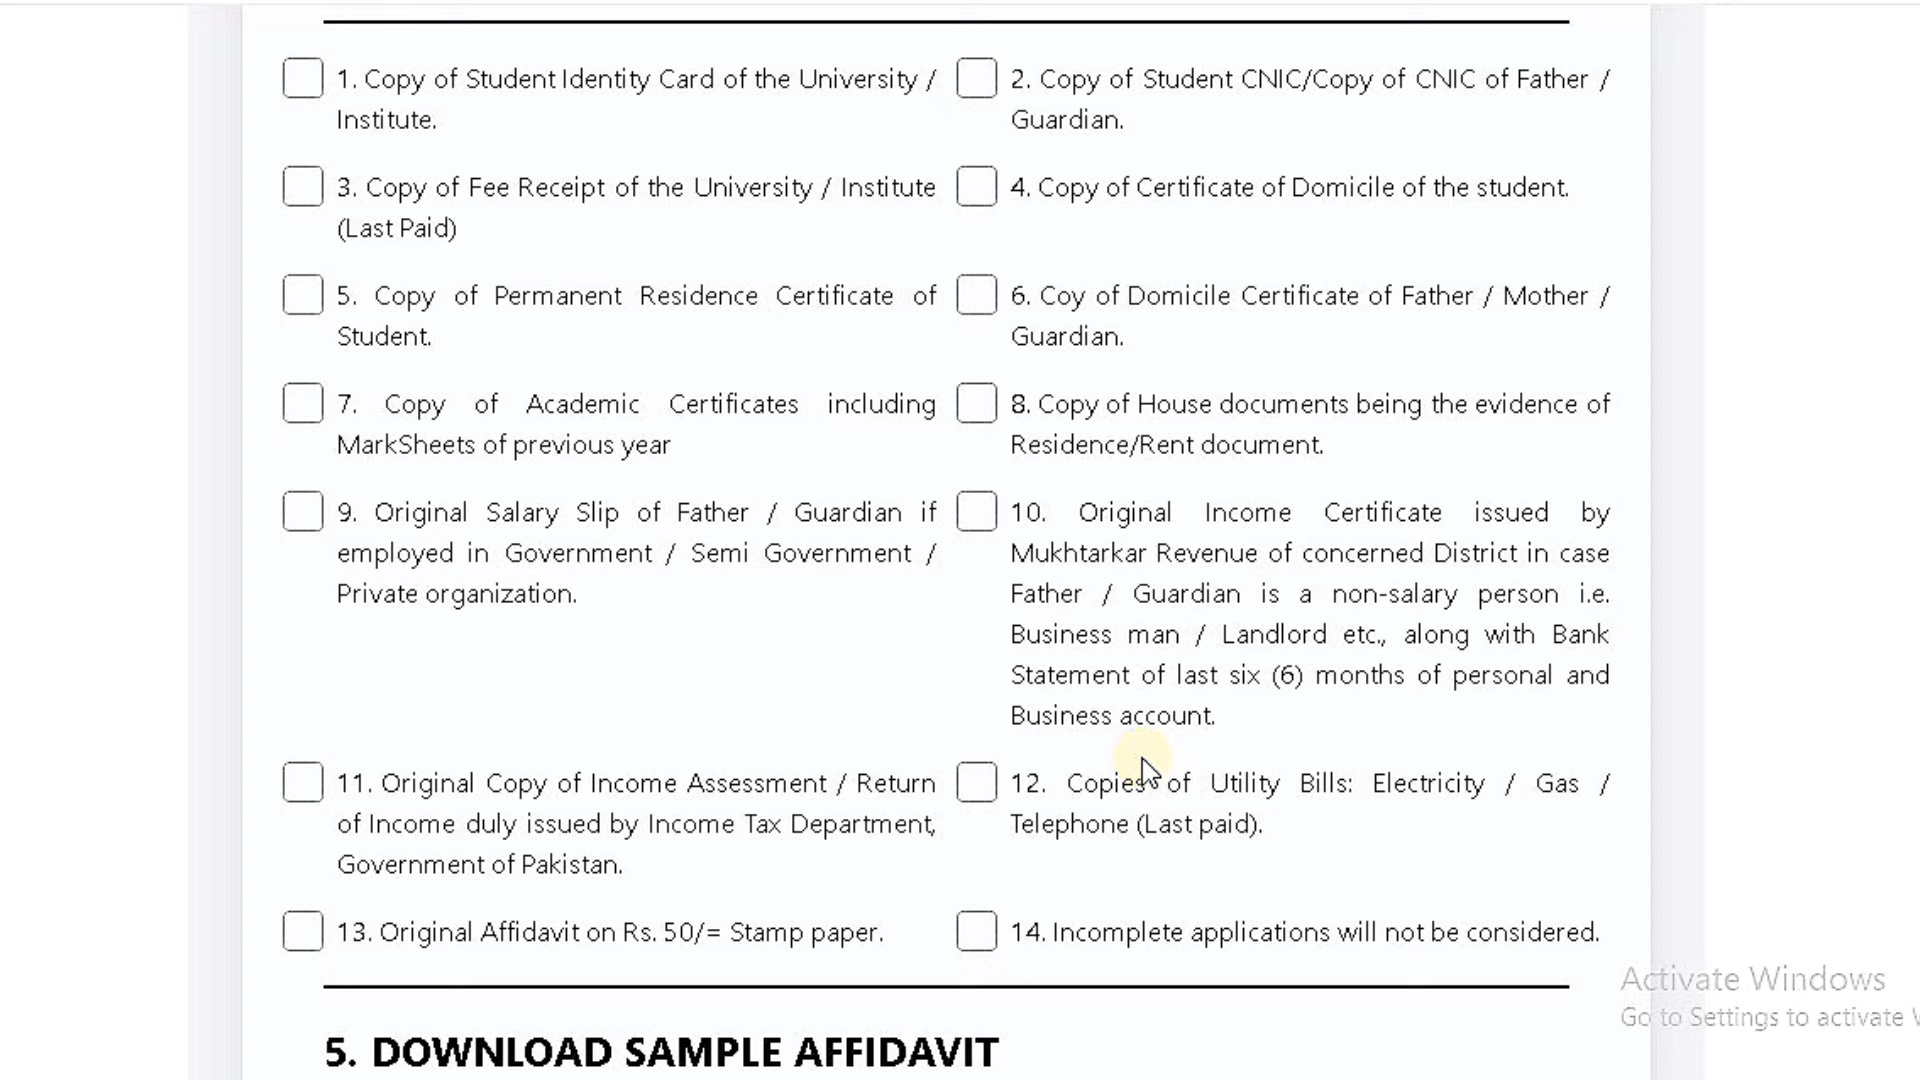 1. Copy of Student Identity Card of the University /
Institute.
2. Copy of Student CNIC/Copy of CNIC of Father /
Guardian.
3. Copy of Fee Receipt of the University / Institute
(Last Paid)
4. Copy of Certificate of Domicile of the student.
5. Copy of Permanent Residence Certificate of
Student.
6. Coy of Domicile Certificate of Father / Mother /
Guardian.
7. Copy of Academic Certificates including
MarkSheets of previous year
8. Copy of House documents being the evidence of
Residence/Rent document.
9. Original Salary Slip of Father / Guardian if
employed in Government / Semi Government /
Private organization.
10. Original Income Certificate issued by
Mukhtarkar Revenue of concerned District in case
Father / Guardian is a non-salary person i.e.
Business man / Landlord etc., along with Bank
Statement of last six (6) months of personal and
Business account.
11. Original Copy of Income Assessment / Return
of Income duly issued by Income Tax Department,
Government of Pakistan.
12. Copies of Utility Bills: Electricity / Gas /
Telephone (Last paid).
13. Original Affidavit on Rs. 50/= Stamp paper.
14. Incomplete applications will not be considered.
Activate Windows
Go to Settings to activate
5. DOWNLOAD SAMPLE AFFIDAVIT